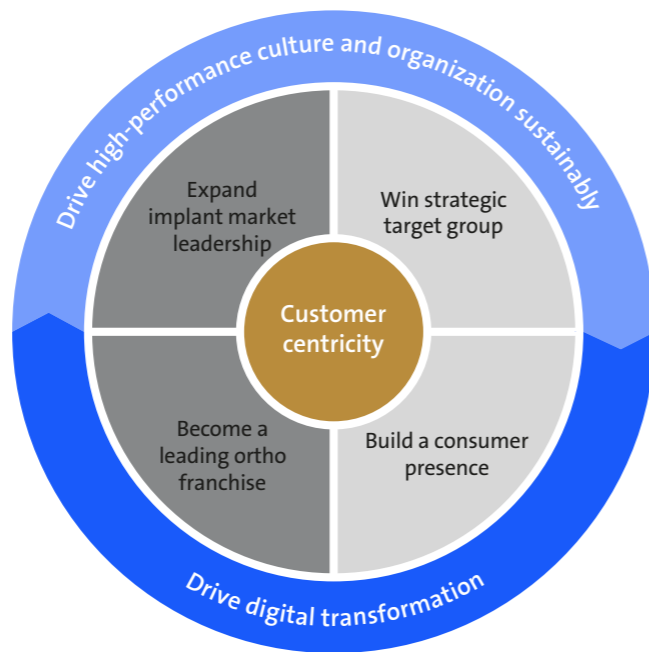 Drive high-performance culture and organization sustainably
Expand
implant market
leadership
Win strategic
target group
Customer
centricity
Become a
leading ortho
franchise
Build a consumer
presence
Drive digital transformation